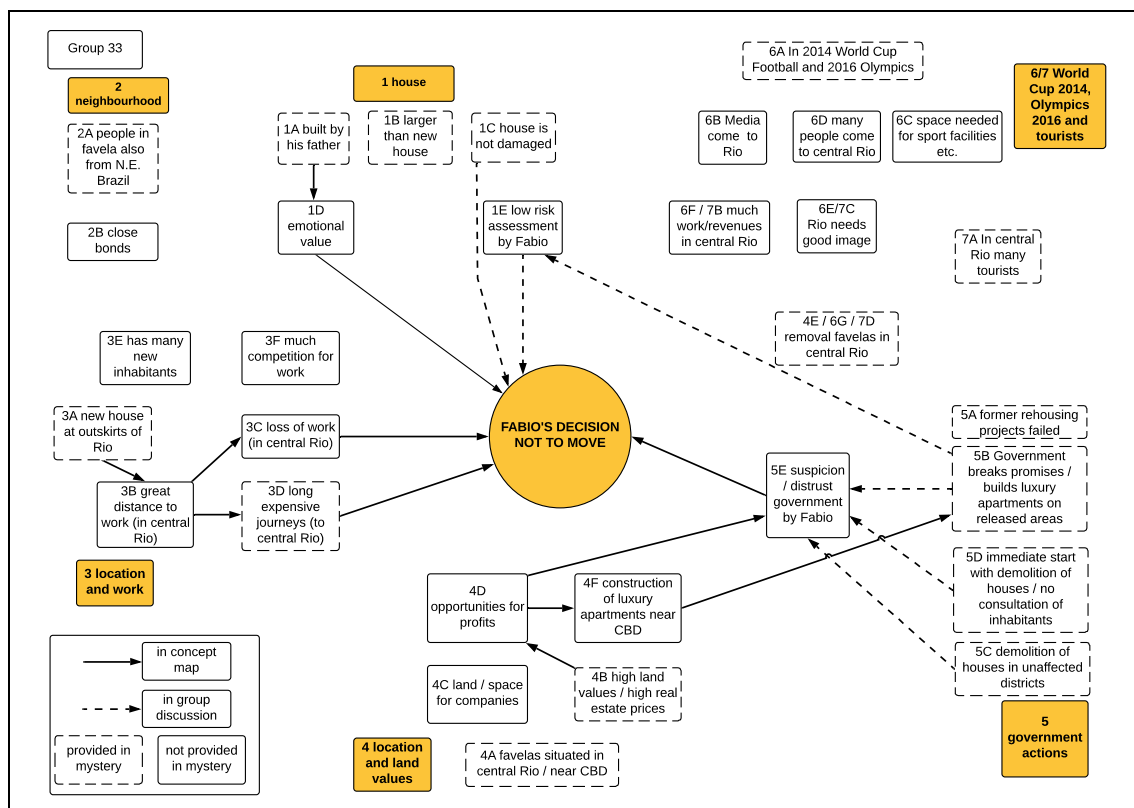 Group 33
2
neighbourhood
2A people in
favela also
from N.E.
Brazil
2B close
bonds
1 house
1A built by
his father
1B larger
than new
house
1C house is
not damaged
1D
emotional
value
1E low risk
assessment
by Fabio
6A In 2014 World Cup
Football and 2016 Olympics
6/7 World
Cup 2014,
Olympics
2016 and
tourists
6B Media
come to
Rio
6D many
people come
to central Rio
6C space needed
for sport facilities
etc.
6F / 7B much
work/revenues
in central Rio
6E/7C
Rio needs
good image
7A In central
Rio many
tourists
4E / 6G / 7D
removal favelas in
central Rio
3E has many
new
inhabitants
3F much
competition for
work
3A new house
at outskirts of
Rio
3C loss of work
(in central Rio)
3B great
distance to
work (in central
Rio)
3D long
expensive
journeys (to
central Rio)
3 location
and work
FABIO'S DECISION
NOT TO MOVE
5A former rehousing
projects failed
5B Government
breaks promises /
builds luxury
apartments on
released areas
5E suspicion
/ distrust
government
by Fabio
5D immediate start
with demolition of
houses / no
consultation of
inhabitants
5C demolition of
houses in unaffected
districts
5
government
actions
4D
opportunities for
profits
4F construction
of luxury
apartments near
CBD
4C land / space
for companies
4B high land
values / high real
estate prices
4 location
and land
values
4A favelas situated in
central Rio / near CBD
in concept
map
in group
discussion
provided in
mystery
not provided
in mystery